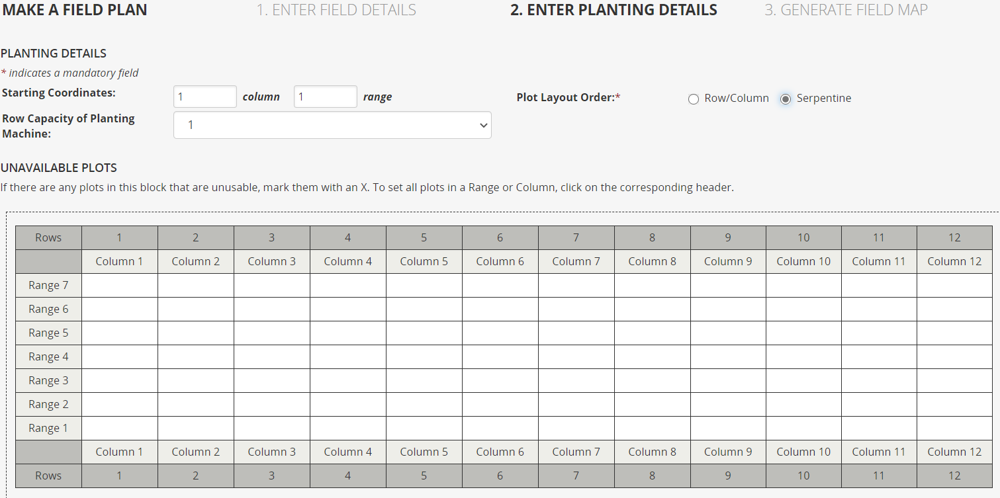 MAKE A FIELD PLAN 1. ENTER FIELD DETAILS 2. ENTER PLANTING DETAILS 3. GENERATE FIELD MAP
PLANTING DETAILS
* indicates a mandatory field
Starting Coordinates: 1 column 1 range Plot Layout Order:* Row/Column Serpentine
Row Capacity of Planting Machine: 1
UNAVAILABLE PLOTS
If there are any plots in this block that are unusable, mark them with an X. To set all plots in a Range or Column, click on the corresponding header.
Rows 1 2 3 4 5 6 7 8 9 10 11 12
Column 1 Column 2 Column 3 Column 4 Column 5 Column 6 Column 7 Column 8 Column 9 Column 10 Column 11 Column 12
Range 7
Range 6
Range 5
Range 4
Range 3
Range 2
Range 1
Column 1 Column 2 Column 3 Column 4 Column 5 Column 6 Column 7 Column 8 Column 9 Column 10 Column 11 Column 12
Rows 1 2 3 4 5 6 7 8 9 10 11 12